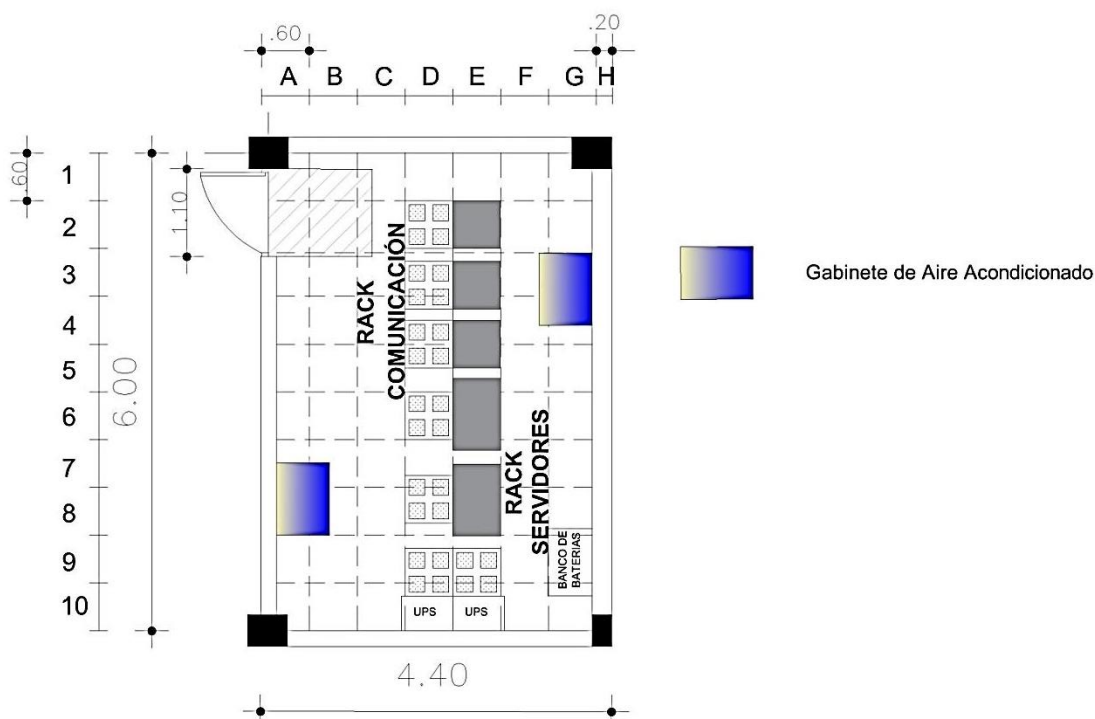 .60
.20
A B C D E F G H
.60
1
2
3
4
5
6
7
8
9
10
6.00
1.10
RACK
COMUNICACIÓN
RACK
SERVIDORES
BANCO DE
BATERIAS
UPS UPS
4.40
Gabinete de Aire Acondicionado